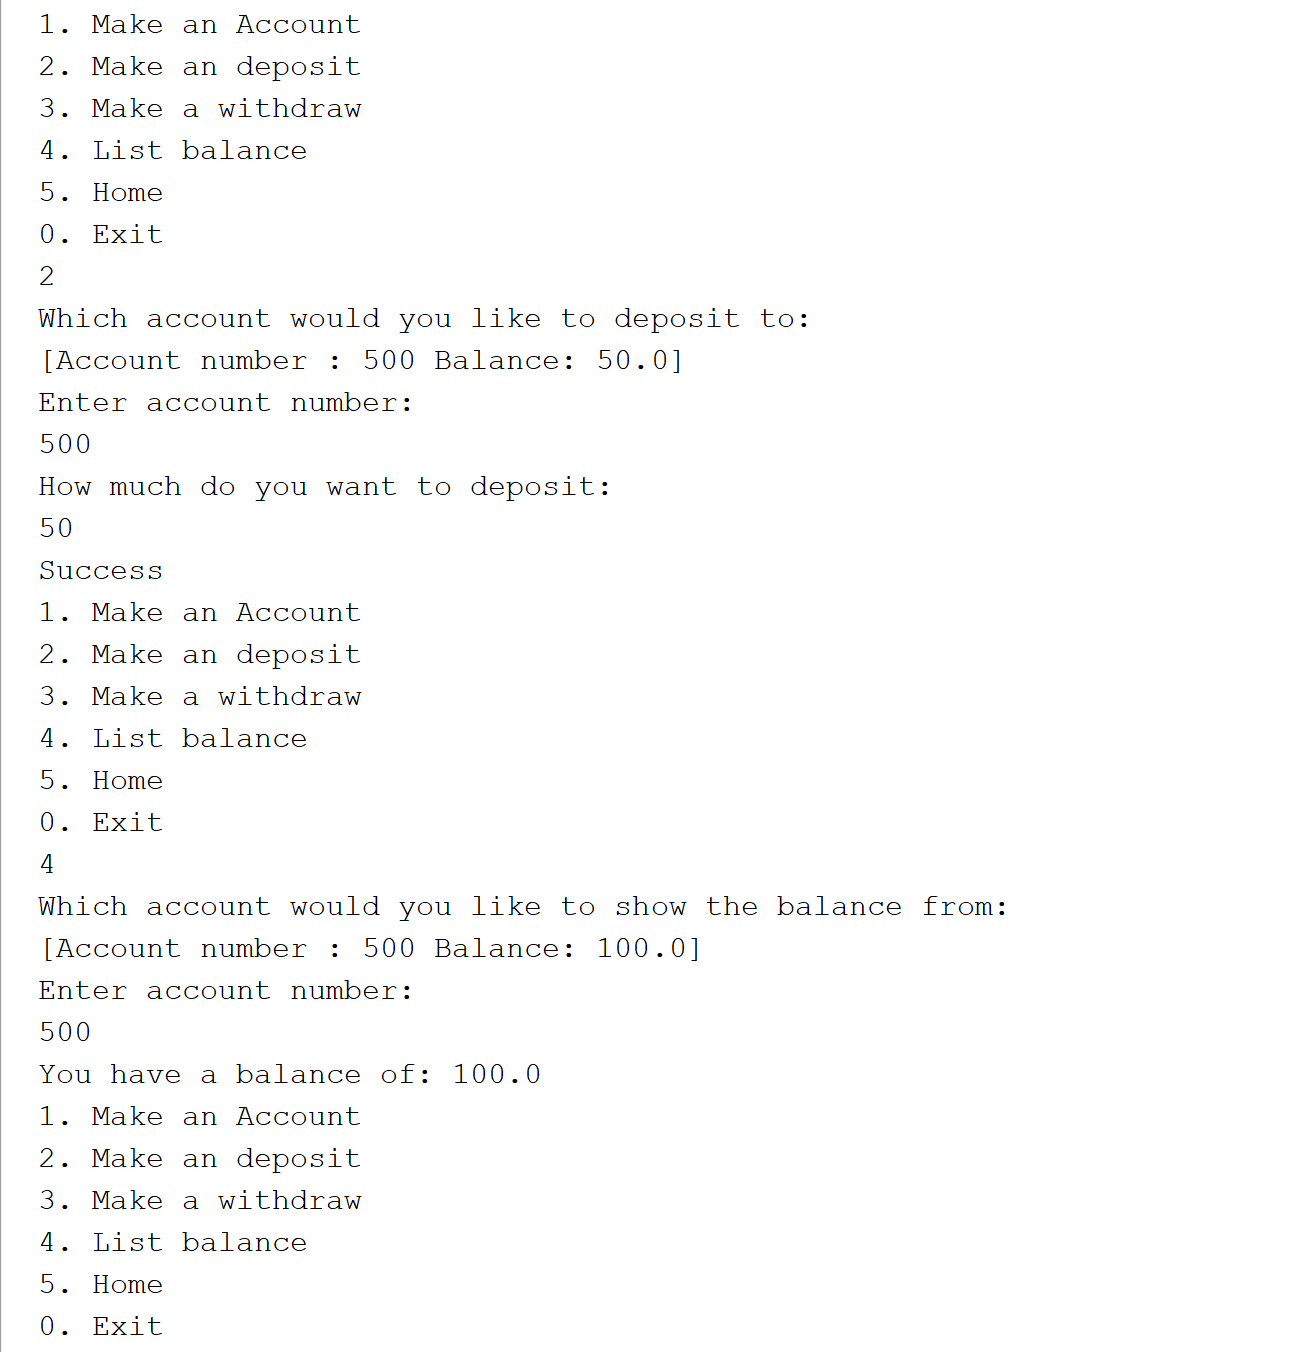 1. Make an Account
2. Make an deposit
3. Make a withdraw
4. List balance
5. Home
0. Exit
2
Which account would you like to deposit to:
[Account number : 500 Balance: 50.0]
Enter account number:
500
How much do you want to deposit:
50
Success
1. Make an Account
2. Make an deposit
3. Make a withdraw
4. List balance
5. Home
0. Exit
4
Which account would you like to show the balance from:
[Account number : 500 Balance: 100.0]
Enter account number:
500
You have a balance of: 100.0
1. Make an Account
2. Make an deposit
3. Make a withdraw
4. List balance
5. Home
0. Exit